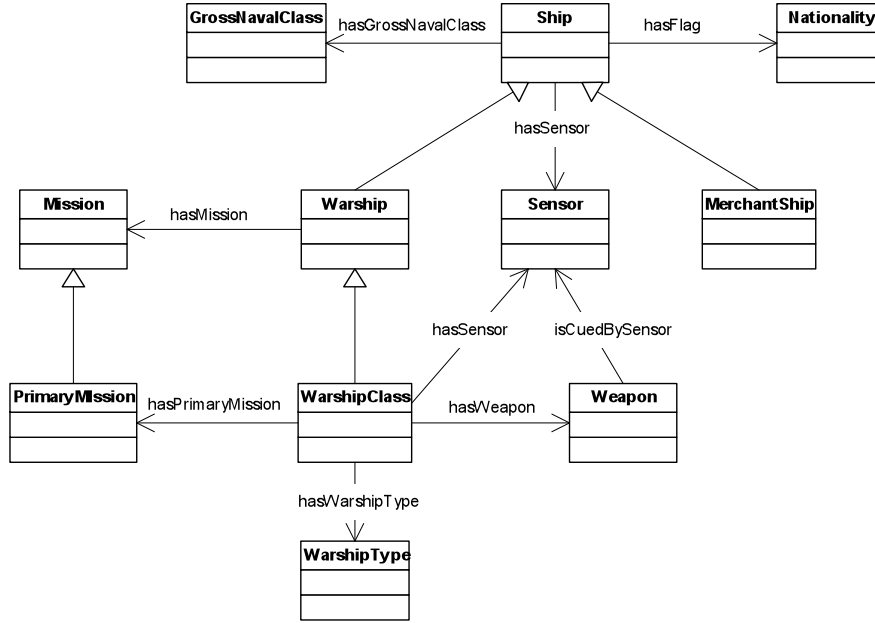 GrossNavalClass
hasGrossNavalClass
Ship
hasFlag
Nationality
hasSensor
Mission
hasMission
Warship
Sensor
MerchantShip
hasSensor
isCuedBySensor
PrimaryMIssion
hasPrimaryMission
WarshipClass
hasWeapon
Weapon
hasWarshipType
WarshipType